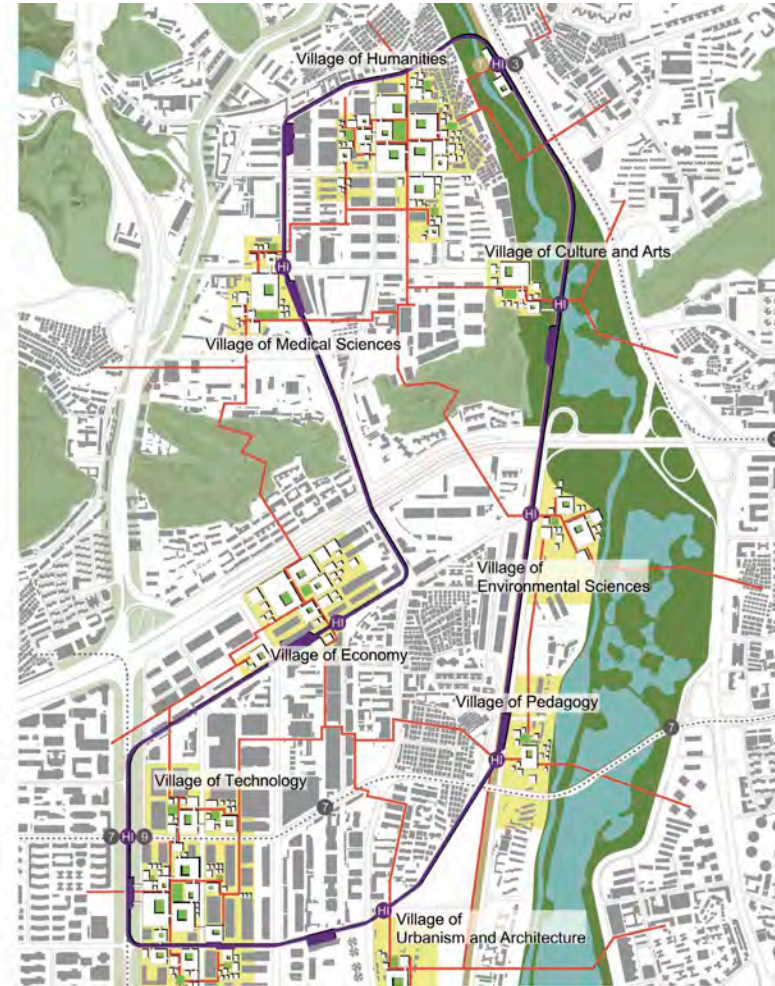 Village of Humanities
1 HI 3
Village of Culture and Arts
HI
HI
Village of Medical Sciences
HI
Village of
Environmental Sciences
HI
Village of Economy
Village of Pedagogy
7
HI
Village of Technology
7
7 HI 9
HI
Village of
Urbanism and Architecture